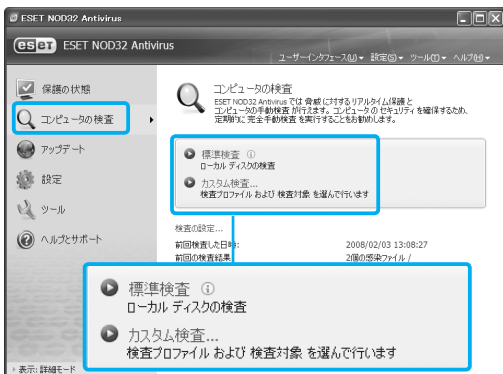 ESET NOD32 Antivirus
eset ESET NOD32 Antivirus
ユーザーインタフェース(U) 設定(S) ツール(T) ヘルプ(H)
保護の状態
コンピュータの検査
アップデート
設定
ツール
ヘルプとサポート
表示: 詳細モード
コンピュータの検査
ESET NOD32 Antivirus では 脅威 に対する リアルタイム保護 と
コンピュータの手動検査 が行えます。コンピュータの セキュリティ を確保するため、
定期的に 完全手動検査 を実行することをお勧めします。
標準検査
ローカル ディスクの検査
カスタム検査...
検査プロファイル および 検査対象 を選んで行います
検査の設定...
前回検査した日時: 2008/02/03 13:08:27
前回の検査結果 2個の感染ファイル /
標準検査
ローカル ディスクの検査
カスタム検査...
検査プロファイル および 検査対象 を選んで行います